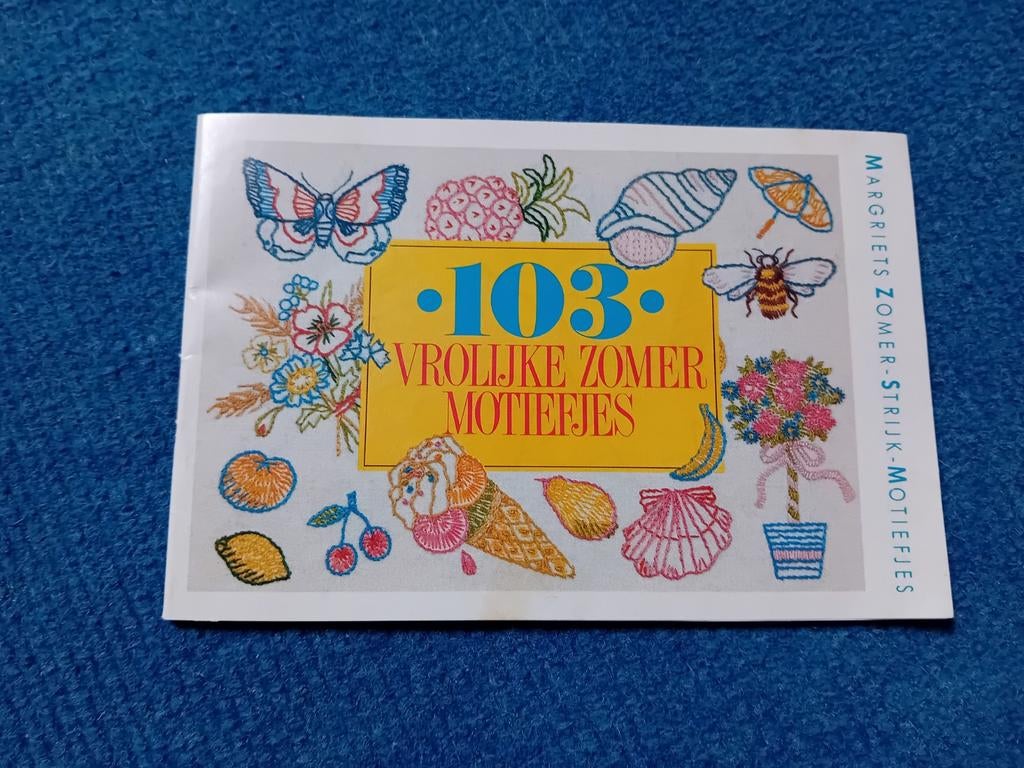 ·103·
VROLIJKE ZOMER
MOTIEFJES
MARGRIETS ZOMER-STRIJK-MOTIEFJES